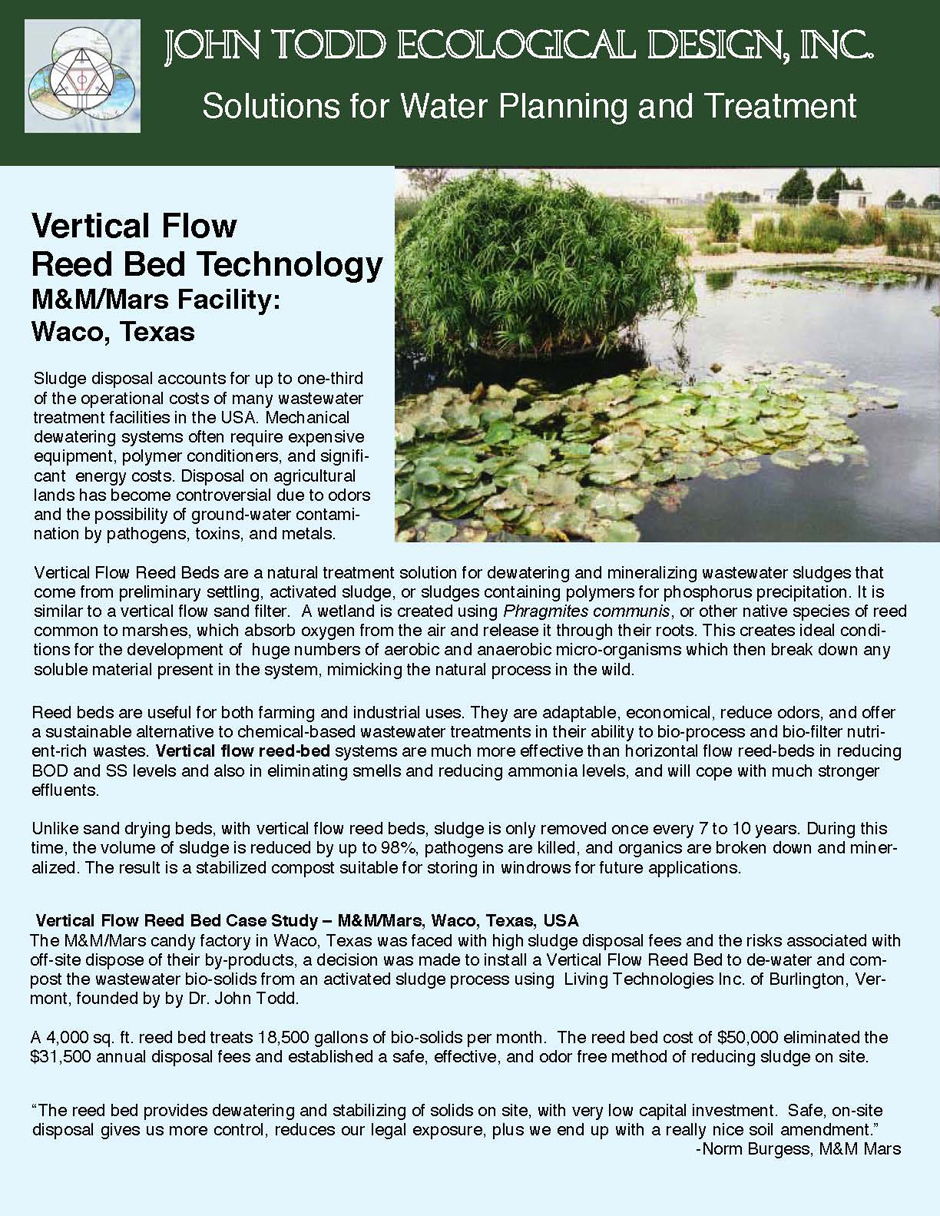 JOHN TODD ECOLOGICAL DESIGN, INC.
Solutions for Water Planning and Treatment
Vertical Flow
Reed Bed Technology
M&M/Mars Facility:
Waco, Texas
Sludge disposal accounts for up to one-third
of the operational costs of many wastewater
treatment facilities in the USA. Mechanical
dewatering systems often require expensive
equipment, polymer conditioners, and signifi-
cant  energy costs. Disposal on agricultural
lands has become controversial due to odors
and the possibility of ground-water contami-
nation by pathogens, toxins, and metals.
Vertical Flow Reed Beds are a natural treatment solution for dewatering and mineralizing wastewater sludges that
come from preliminary settling, activated sludge, or sludges containing polymers for phosphorus precipitation. It is
similar to a vertical flow sand filter.  A wetland is created using Phragmites communis, or other native species of reed
common to marshes, which absorb oxygen from the air and release it through their roots. This creates ideal condi-
tions for the development of  huge numbers of aerobic and anaerobic micro-organisms which then break down any
soluble material present in the system, mimicking the natural process in the wild.
Reed beds are useful for both farming and industrial uses. They are adaptable, economical, reduce odors, and offer
a sustainable alternative to chemical-based wastewater treatments in their ability to bio-process and bio-filter nutri-
ent-rich wastes. Vertical flow reed-bed systems are much more effective than horizontal flow reed-beds in reducing
BOD and SS levels and also in eliminating smells and reducing ammonia levels, and will cope with much stronger
effluents.
Unlike sand drying beds, with vertical flow reed beds, sludge is only removed once every 7 to 10 years. During this
time, the volume of sludge is reduced by up to 98%, pathogens are killed, and organics are broken down and miner-
alized. The result is a stabilized compost suitable for storing in windrows for future applications.
Vertical Flow Reed Bed Case Study – M&M/Mars, Waco, Texas, USA
The M&M/Mars candy factory in Waco, Texas was faced with high sludge disposal fees and the risks associated with
off-site dispose of their by-products, a decision was made to install a Vertical Flow Reed Bed to de-water and com-
post the wastewater bio-solids from an activated sludge process using  Living Technologies Inc. of Burlington, Ver-
mont, founded by by Dr. John Todd.
A 4,000 sq. ft. reed bed treats 18,500 gallons of bio-solids per month.  The reed bed cost of $50,000 eliminated the
$31,500 annual disposal fees and established a safe, effective, and odor free method of reducing sludge on site.
“The reed bed provides dewatering and stabilizing of solids on site, with very low capital investment.  Safe, on-site
disposal gives us more control, reduces our legal exposure, plus we end up with a really nice soil amendment.”
-Norm Burgess, M&M Mars